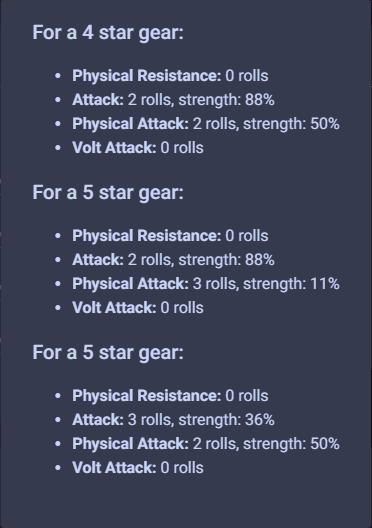 For a 4 star gear:
• Physical Resistance: 0 rolls
• Attack: 2 rolls, strength: 88%
• Physical Attack: 2 rolls, strength: 50%
• Volt Attack: 0 rolls
For a 5 star gear:
• Physical Resistance: 0 rolls
• Attack: 2 rolls, strength: 88%
• Physical Attack: 3 rolls, strength: 11%
• Volt Attack: 0 rolls
For a 5 star gear:
• Physical Resistance: 0 rolls
• Attack: 3 rolls, strength: 36%
• Physical Attack: 2 rolls, strength: 50%
• Volt Attack: 0 rolls